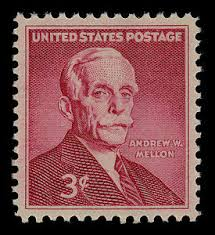 UNITED STATES POSTAGE
ANDREW W.
MELLON
3¢